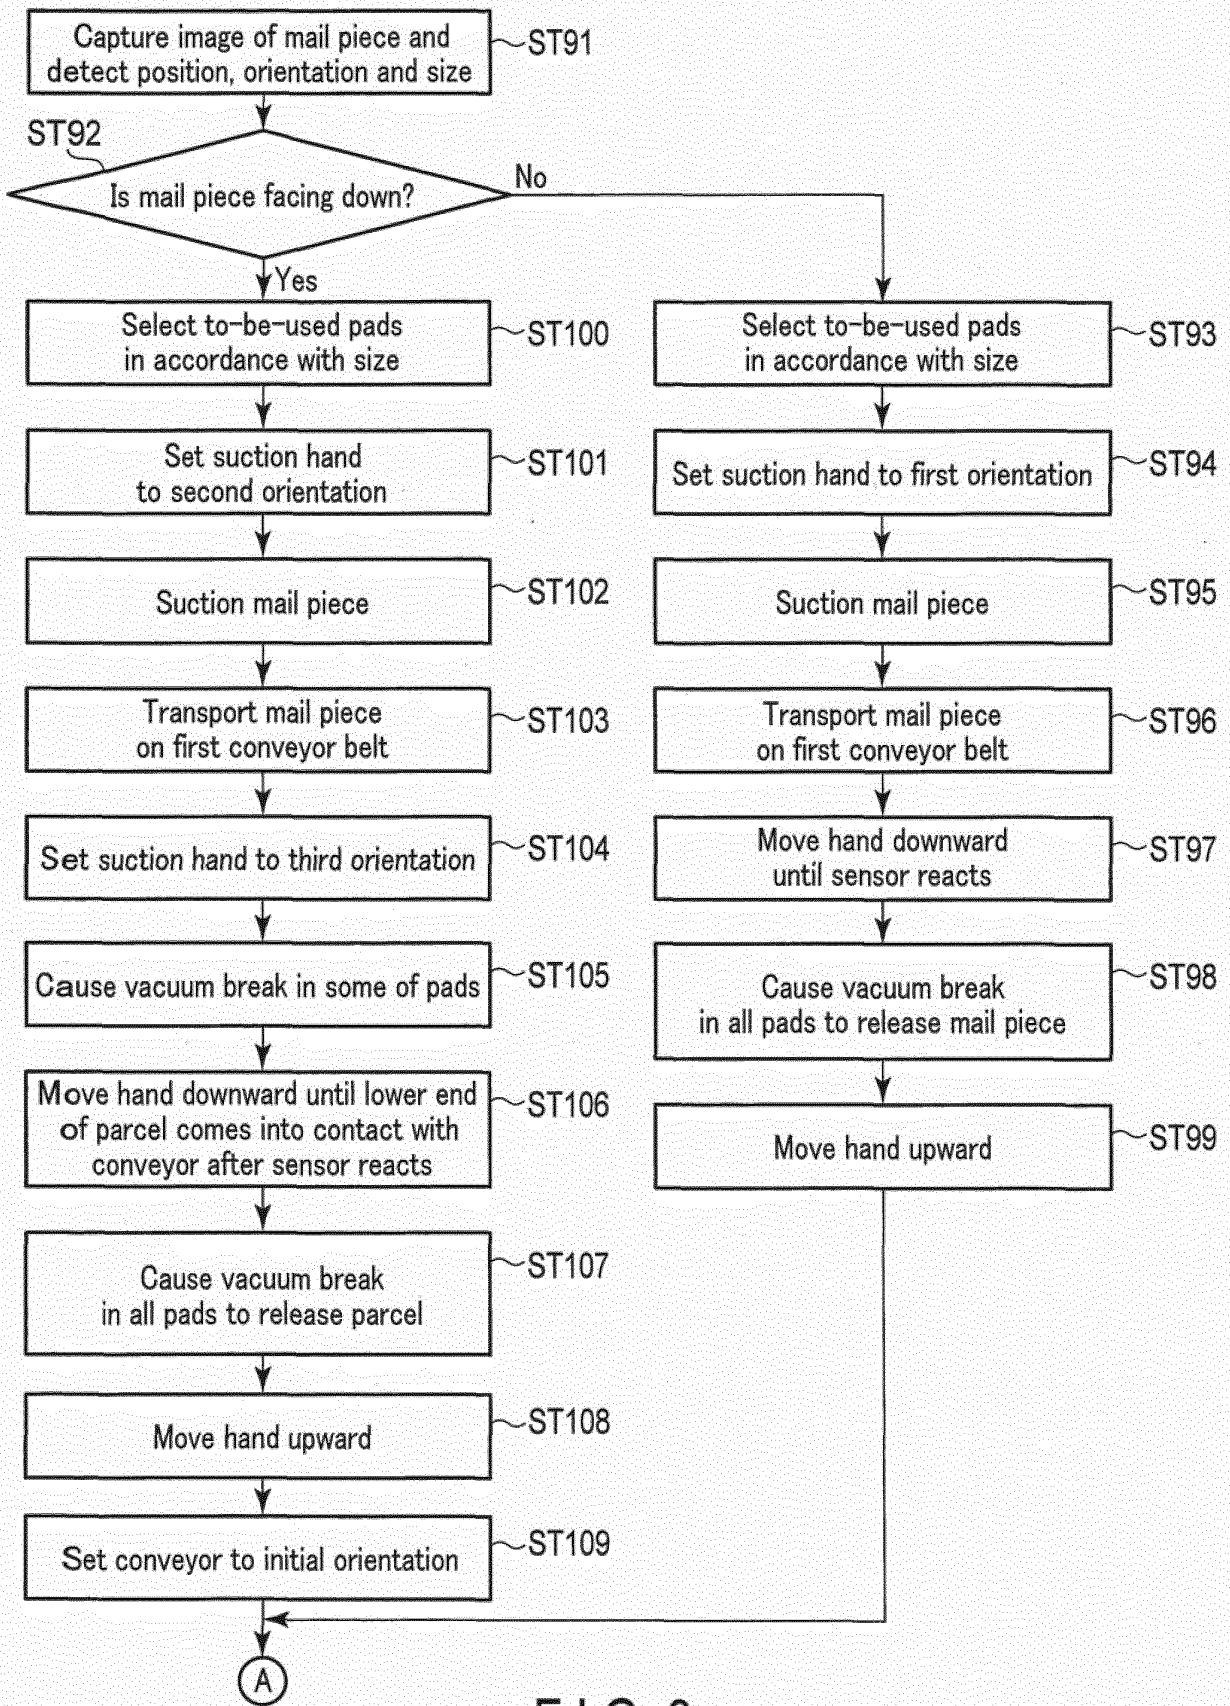 Capture image of mail piece and
detect position, orientation and size
ST91
ST92
Is mail piece facing down?
No
Yes
Select to-be-used pads
in accordance with size
ST100
Set suction hand
to second orientation
ST101
Suction mail piece
ST102
Transport mail piece
on first conveyor belt
ST103
Set suction hand to third orientation
ST104
Cause vacuum break in some of pads
ST105
Move hand downward until lower end
of parcel comes into contact with
conveyor after sensor reacts
ST106
Cause vacuum break
in all pads to release parcel
ST107
Move hand upward
ST108
Set conveyor to initial orientation
ST109
Select to-be-used pads
in accordance with size
ST93
Set suction hand to first orientation
ST94
Suction mail piece
ST95
Transport mail piece
on first conveyor belt
ST96
Move hand downward
until sensor reacts
ST97
Cause vacuum break
in all pads to release mail piece
ST98
Move hand upward
ST99
A